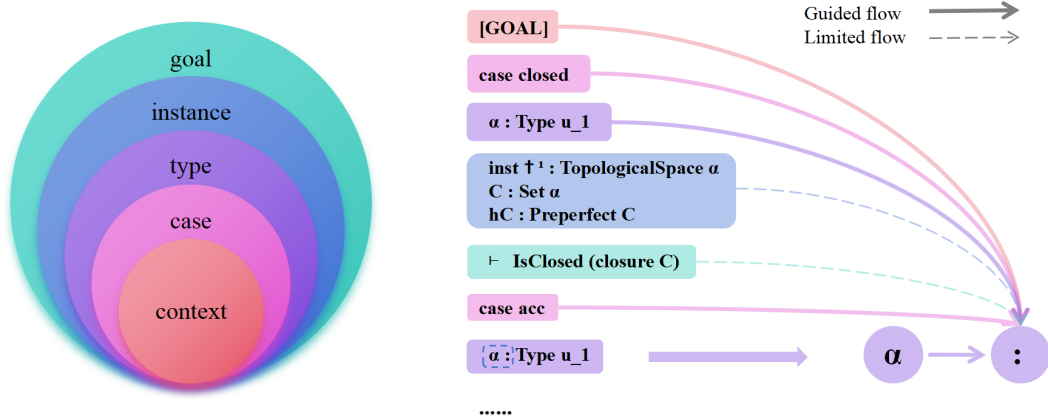 goal
instance
type
case
context
[GOAL]
case closed
α : Type u_1
inst †¹ : TopologicalSpace α
C : Set α
hC : Preperfect C
⊢ IsClosed (closure C)
case acc
α : Type u_1
......
Guided flow
Limited flow
α
: